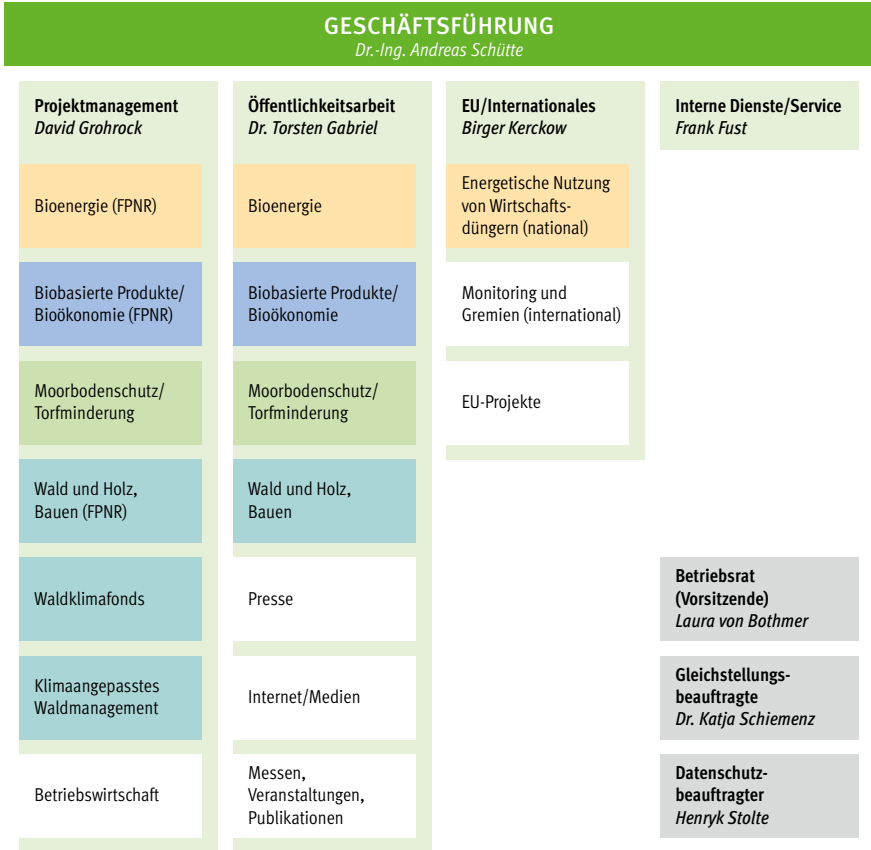 GESCHÄFTSFÜHRUNG
Dr.-Ing. Andreas Schütte
Projektmanagement
David Grohrock
Bioenergie (FPNR)
Biobasierte Produkte/
Bioökonomie (FPNR)
Moorbodenschutz/
Torfminderung
Wald und Holz,
Bauen (FPNR)
Waldklimafonds
Klimaangepasstes
Waldmanagement
Betriebswirtschaft
Öffentlichkeitsarbeit
Dr. Torsten Gabriel
Bioenergie
Biobasierte Produkte/
Bioökonomie
Moorbodenschutz/
Torfminderung
Wald und Holz,
Bauen
Presse
Internet/Medien
Messen,
Veranstaltungen,
Publikationen
EU/Internationales
Birger Kerckow
Energetische Nutzung
von Wirtschafts-
düngern (national)
Monitoring und
Gremien (international)
EU-Projekte
Interne Dienste/Service
Frank Fust
Betriebsrat
(Vorsitzende)
Laura von Bothmer
Gleichstellungs-
beauftragte
Dr. Katja Schiemenz
Datenschutz-
beauftragter
Henryk Stolte